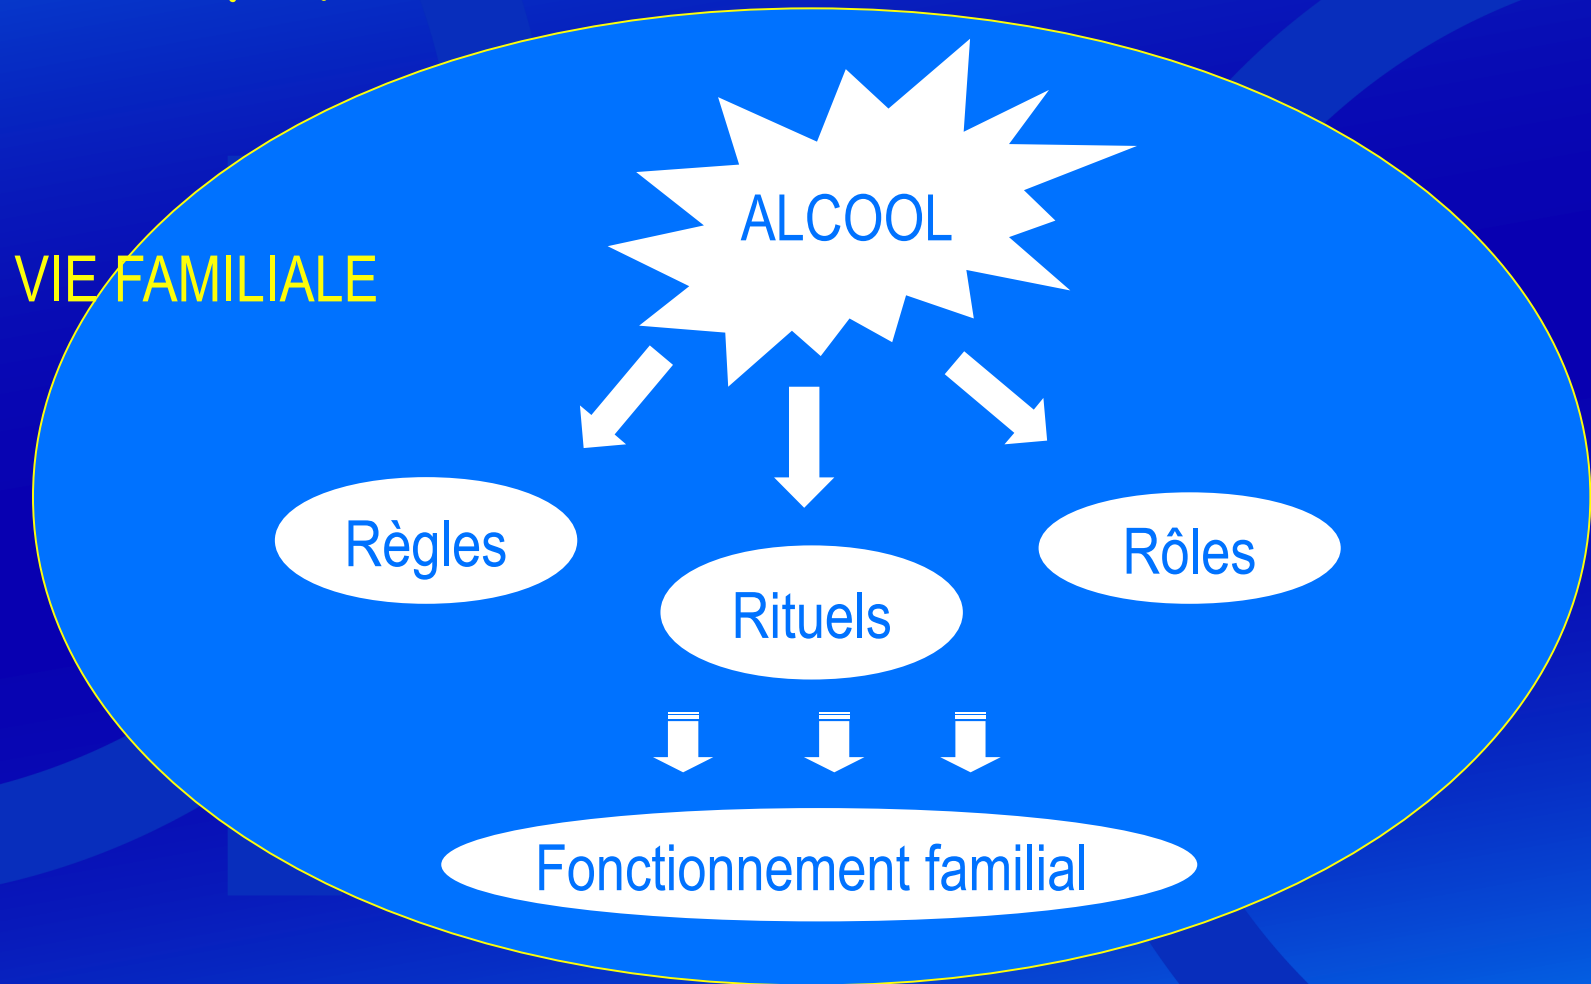 ALCOOL
VIE FAMILIALE
Règles
Rôles
Rituels
Fonctionnement familial